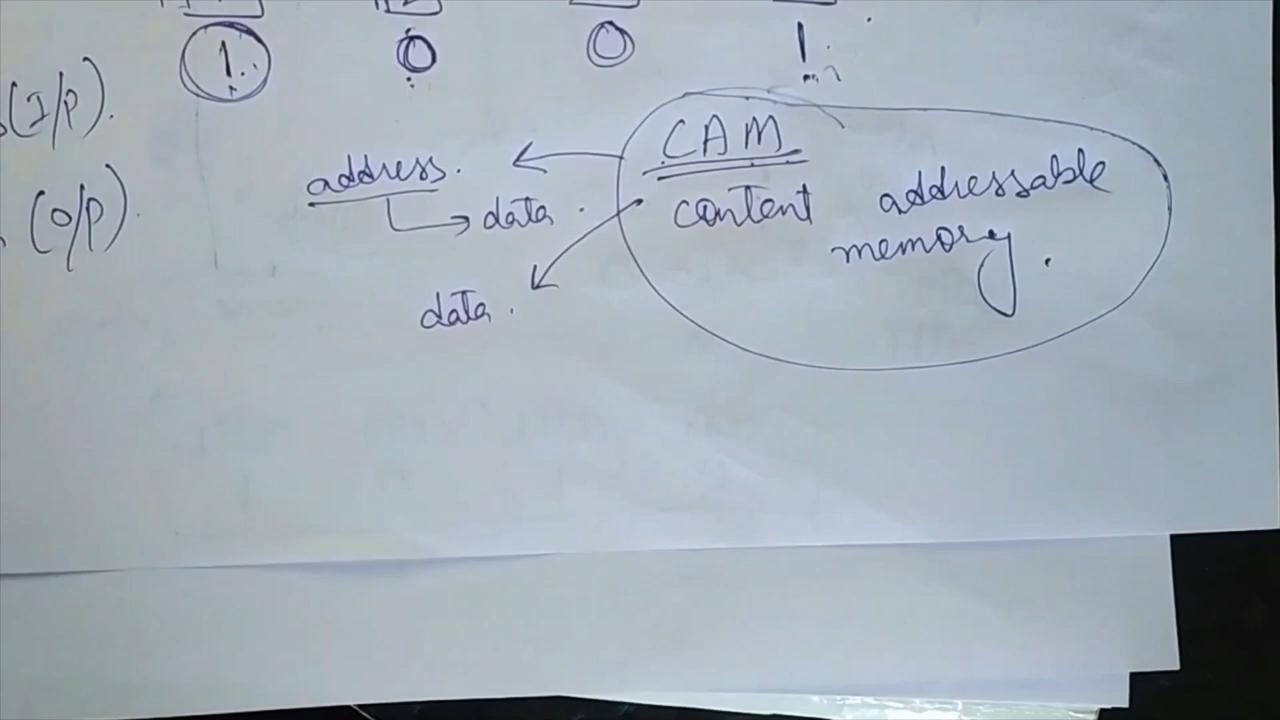 1. 0 0 1.
(I/P).
CAM
address.
(O/P).
data.
content addressable
memory.
data.